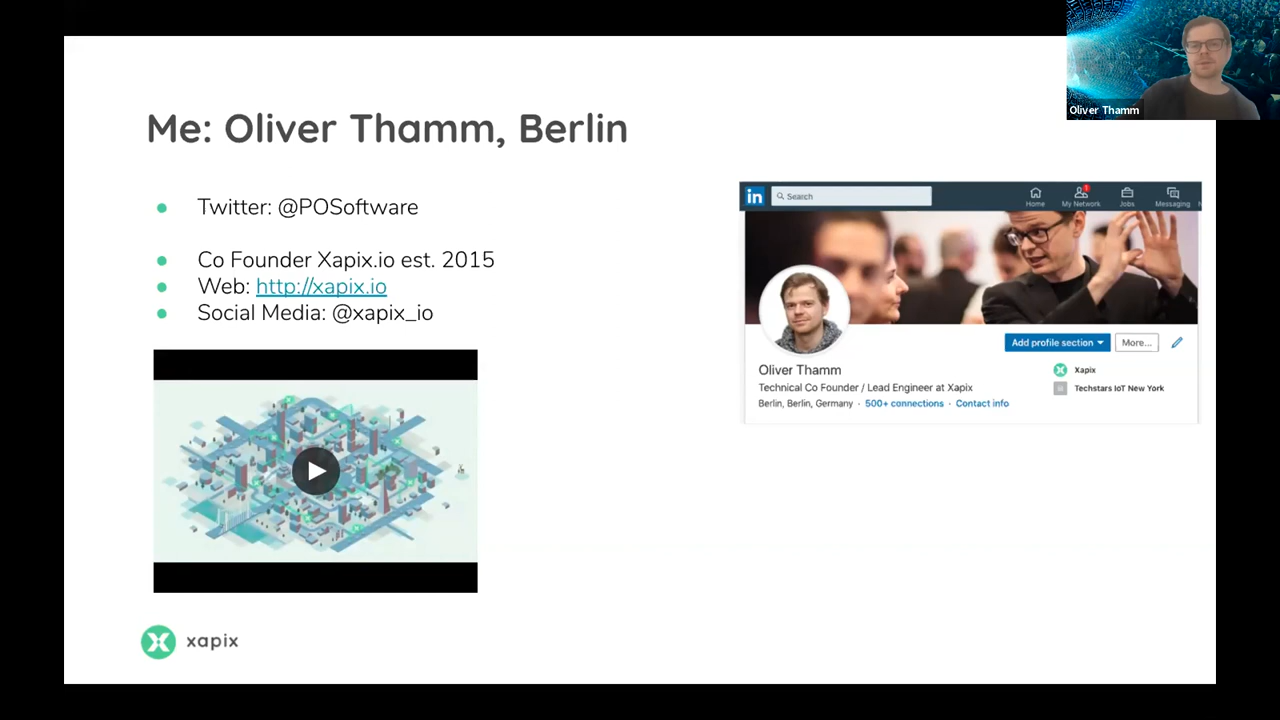 Oliver Thamm
Me: Oliver Thamm, Berlin
Twitter: @POSoftware
Co Founder Xapix.io est. 2015
Web: http://xapix.io
Social Media: @xapix_io
in Search
1
Home My Network Jobs Messaging
Add profile section More...
Oliver Thamm
Technical Co Founder / Lead Engineer at Xapix
Berlin, Berlin, Germany · 500+ connections · Contact info
Xapix
Techstars IoT New York
xapix